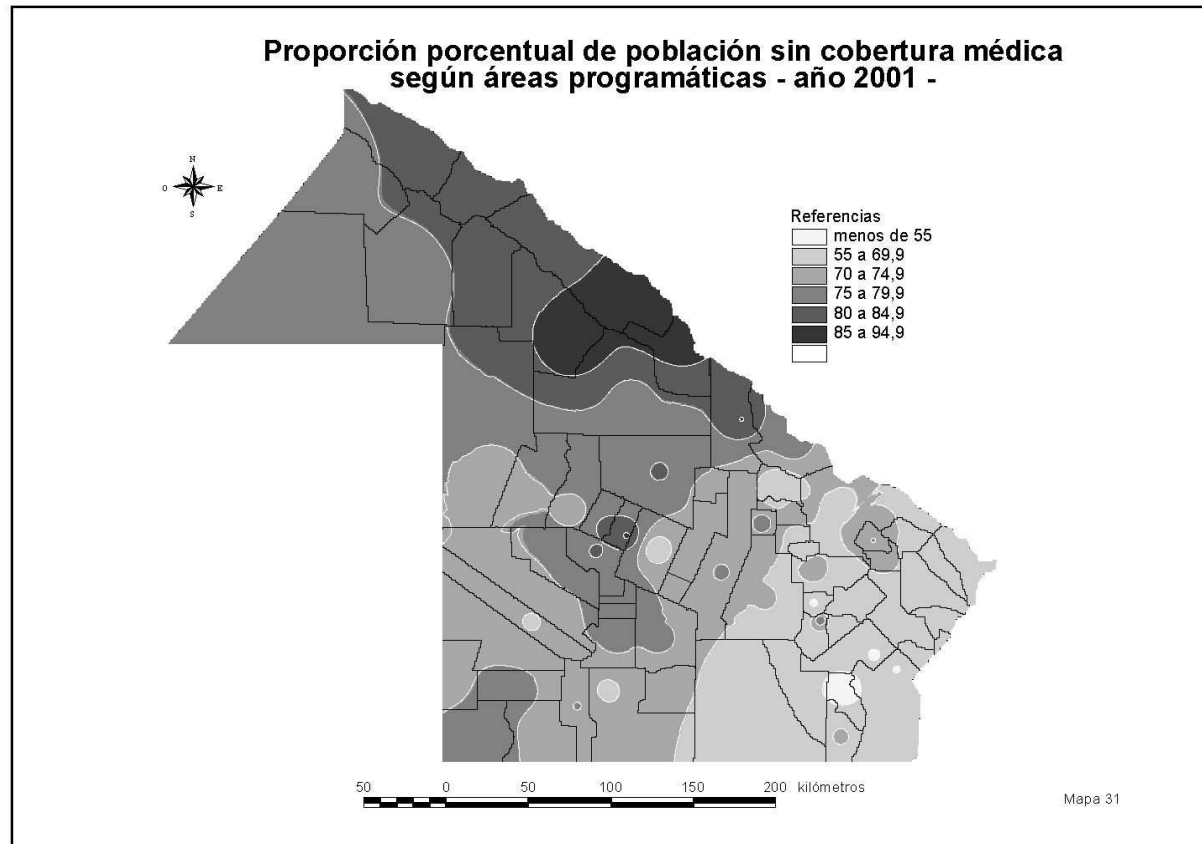 Proporción porcentual de población sin cobertura médica
según áreas programáticas - año 2001 -
N
O E
S
Referencias
menos de 55
55 a 69,9
70 a 74,9
75 a 79,9
80 a 84,9
85 a 94,9
50 0 50 100 150 200 kilómetros
Mapa 31